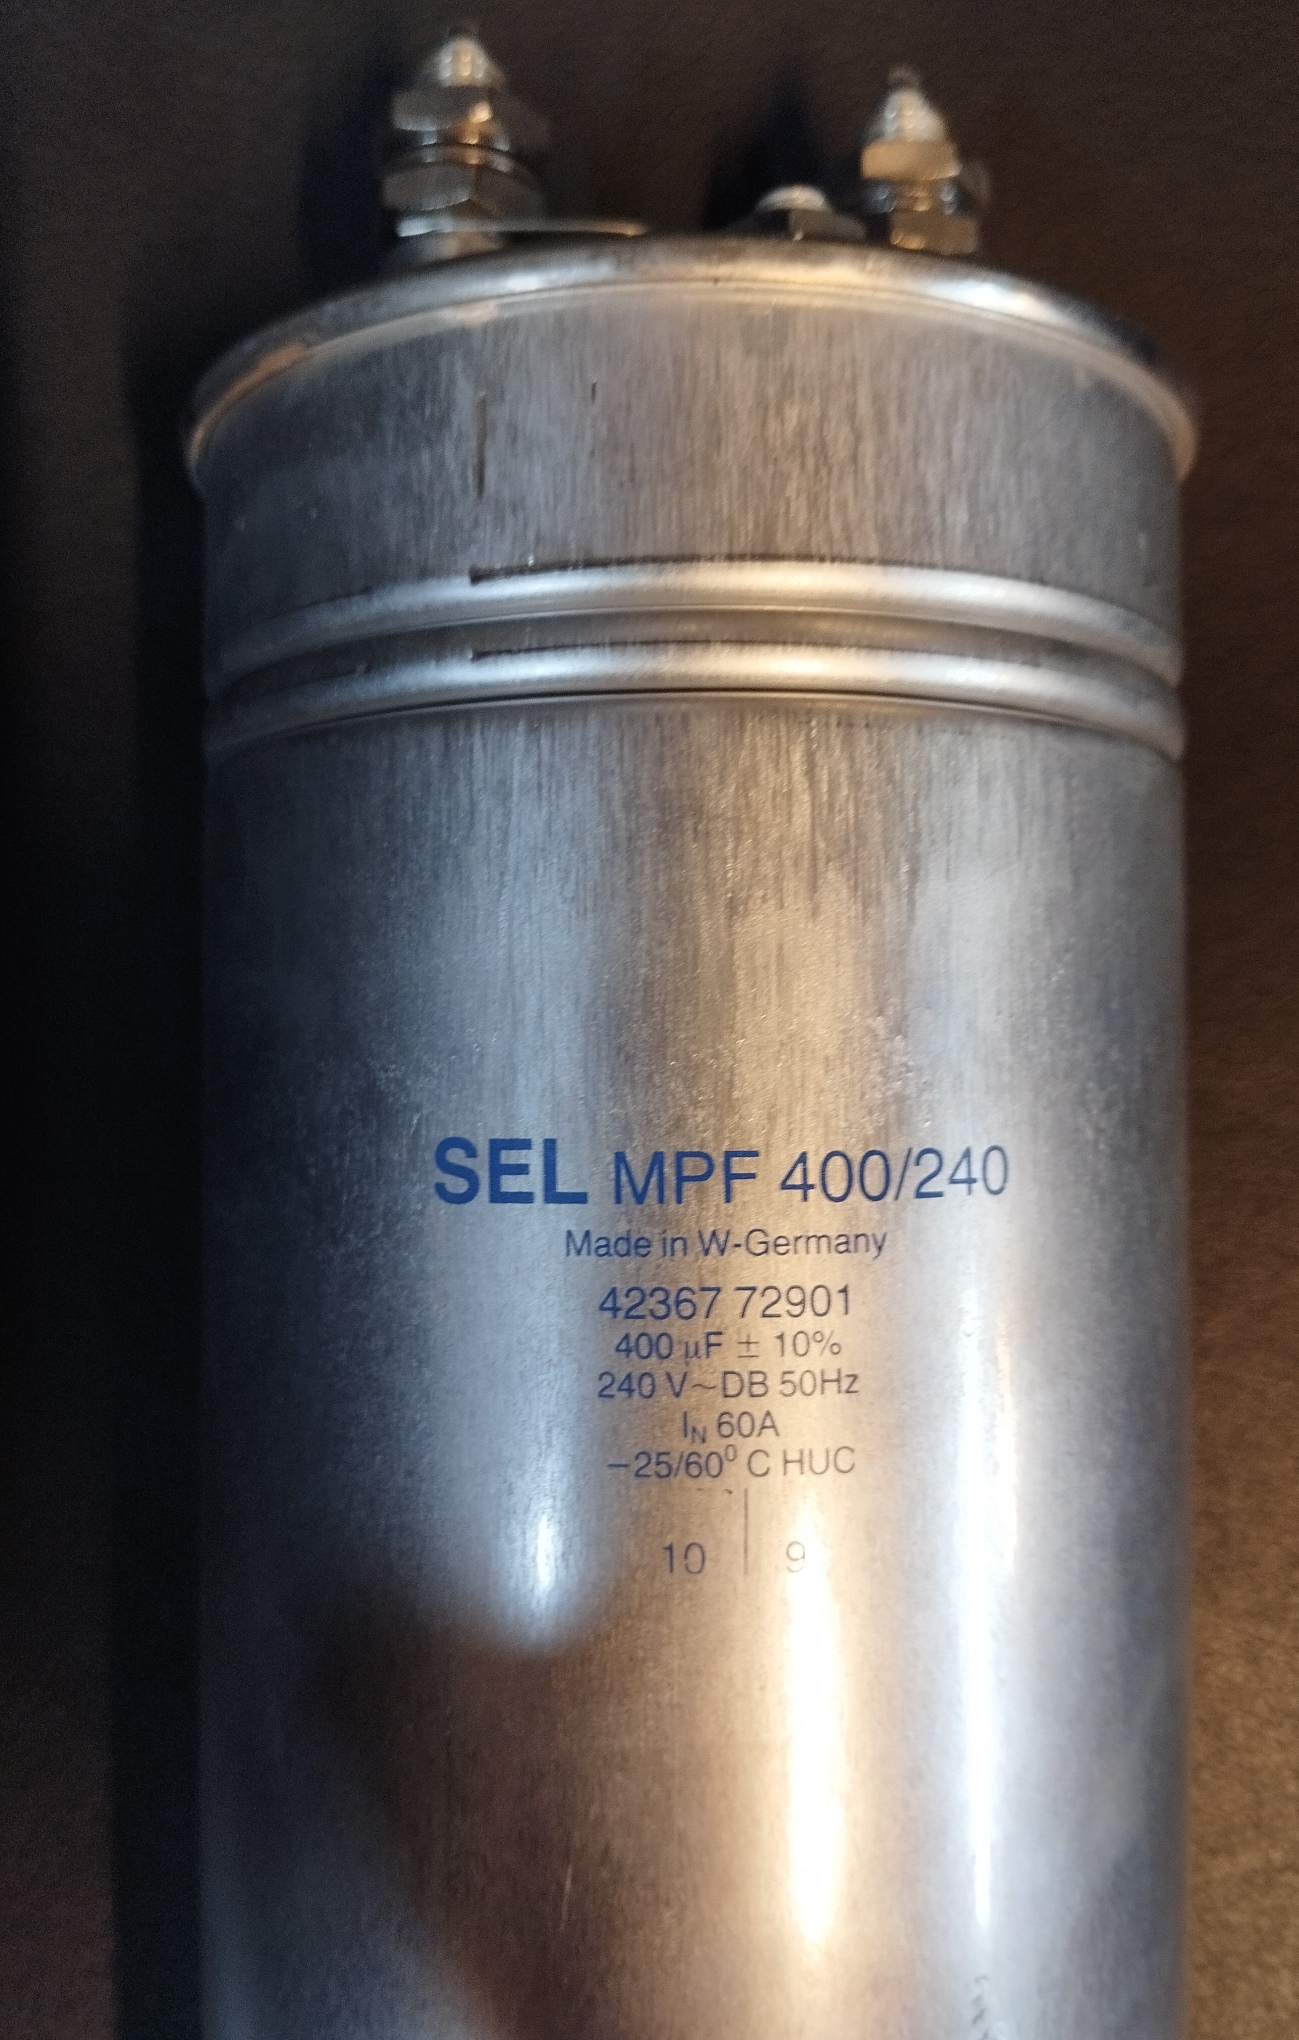 SEL MPF 400/240
Made in W-Germany
42367 72901
400 µF ± 10%
240 V~DB 50Hz
IN 60A
−25/60⁰ C HUC
10 | 9